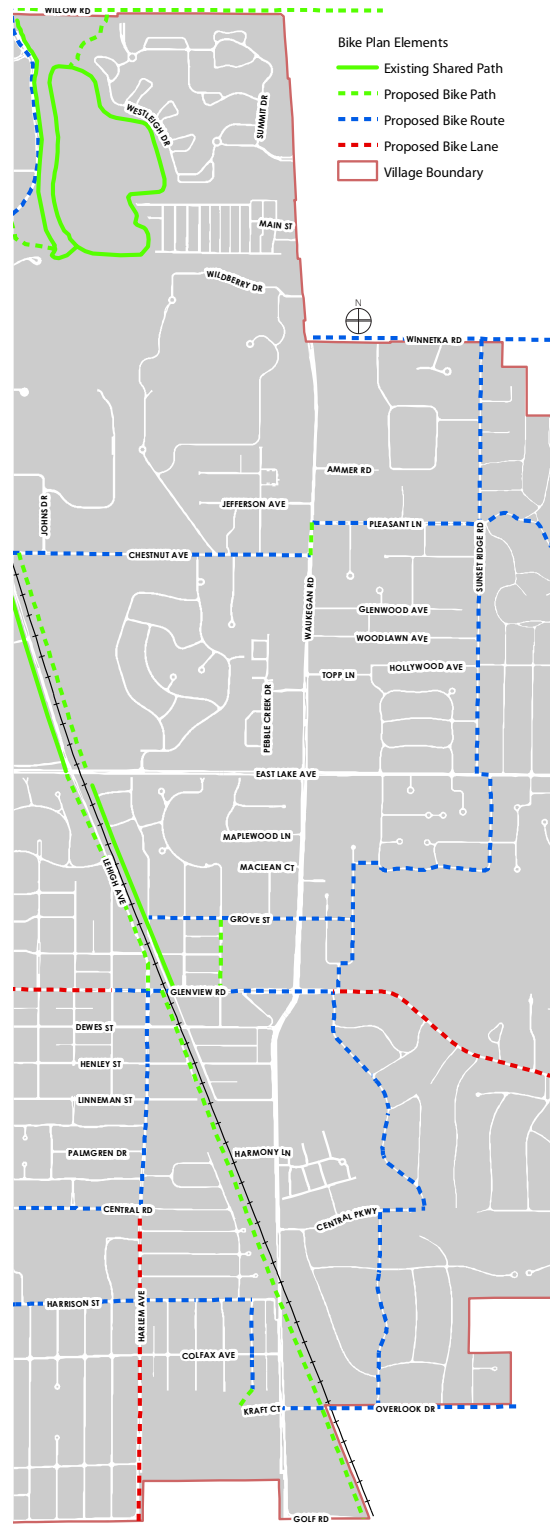 WILLOW RD
Bike Plan Elements
Existing Shared Path
Proposed Bike Path
Proposed Bike Route
Proposed Bike Lane
Village Boundary
WESTLEIGH DR
SUMMIT DR
MAIN ST
WILDBERRY DR
N
WINNETKA RD
AMMER RD
JEFFERSON AVE
JOHNS DR
PLEASANT LN
CHESTNUT AVE
SUNSET RIDGE RD
WAUKEGAN RD
GLENWOOD AVE
WOODLAWN AVE
HOLLYWOOD AVE
TOPP LN
PEBBLE CREEK DR
EAST LAKE AVE
MAPLEWOOD LN
MACLEAN CT
LEHIGH AVE
GROVE ST
GLENVIEW RD
DEWES ST
HENLEY ST
LINNEMAN ST
PALMGREN DR
HARMONY LN
CENTRAL RD
CENTRAL PKWY
HARRISON ST
HARLEM AVE
COLFAX AVE
KRAFT CT
OVERLOOK DR
GOLF RD